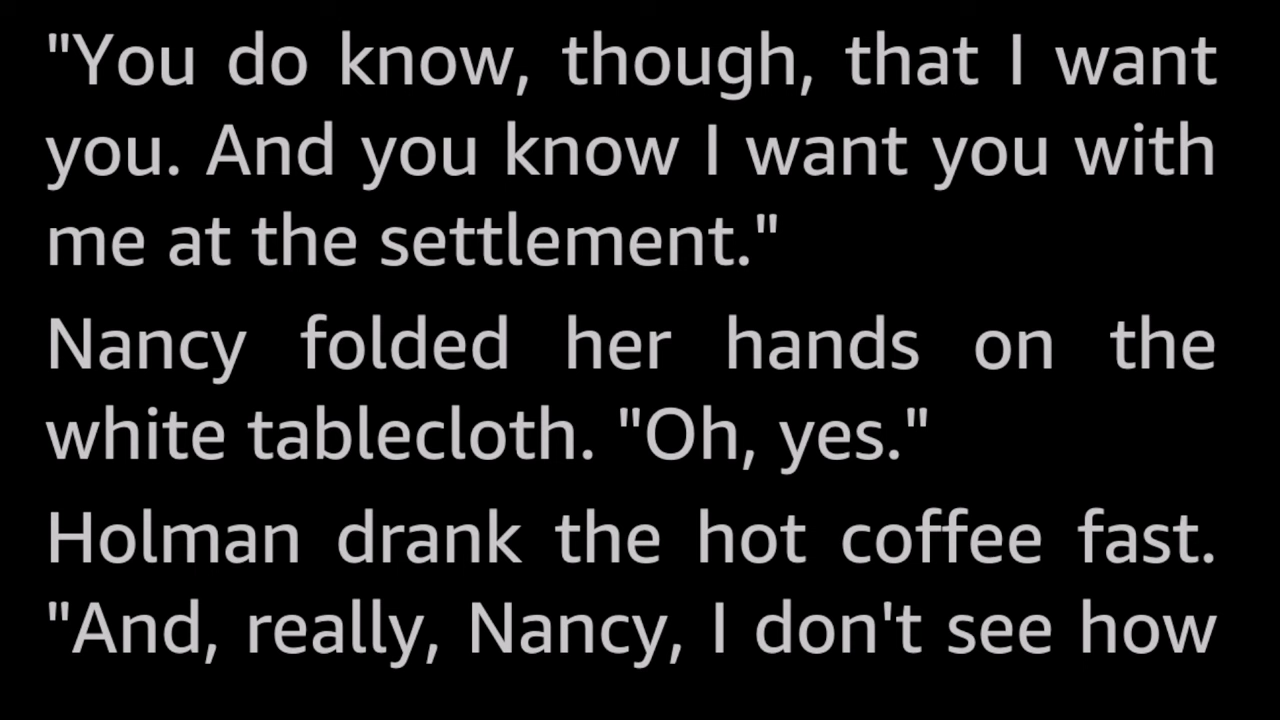 "You do know, though, that I want
you. And you know I want you with
me at the settlement."
Nancy folded her hands on the
white tablecloth. "Oh, yes."
Holman drank the hot coffee fast.
"And, really, Nancy, I don't see how